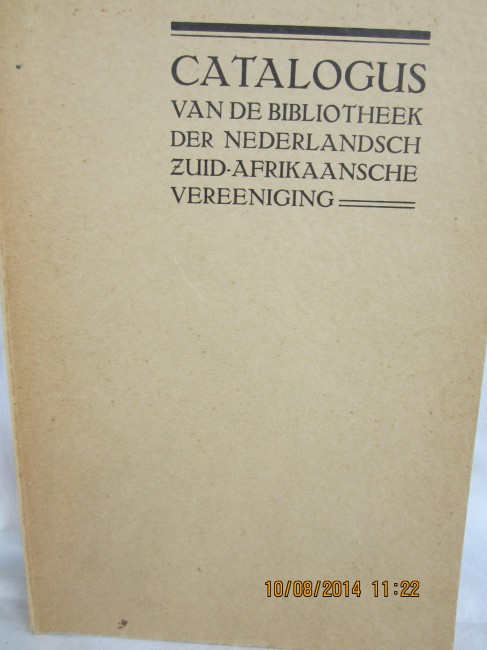 CATALOGUS
VAN DE BIBLIOTHEEK
DER NEDERLANDSCH
ZUID-AFRIKAANSCHE
VEREENIGING
10/08/2014 11:22